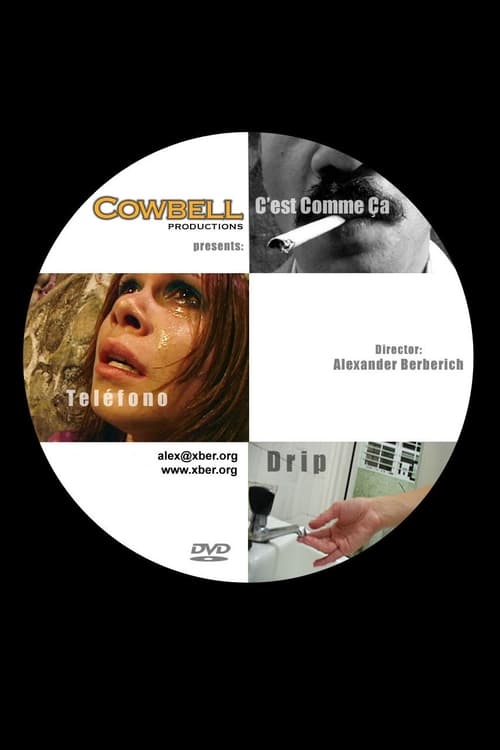 COWBELL
PRODUCTIONS
presents:
C'est Comme Ça
Teléfono
Director:
Alexander Berberich
alex@xber.org
www.xber.org
Drip
DVD